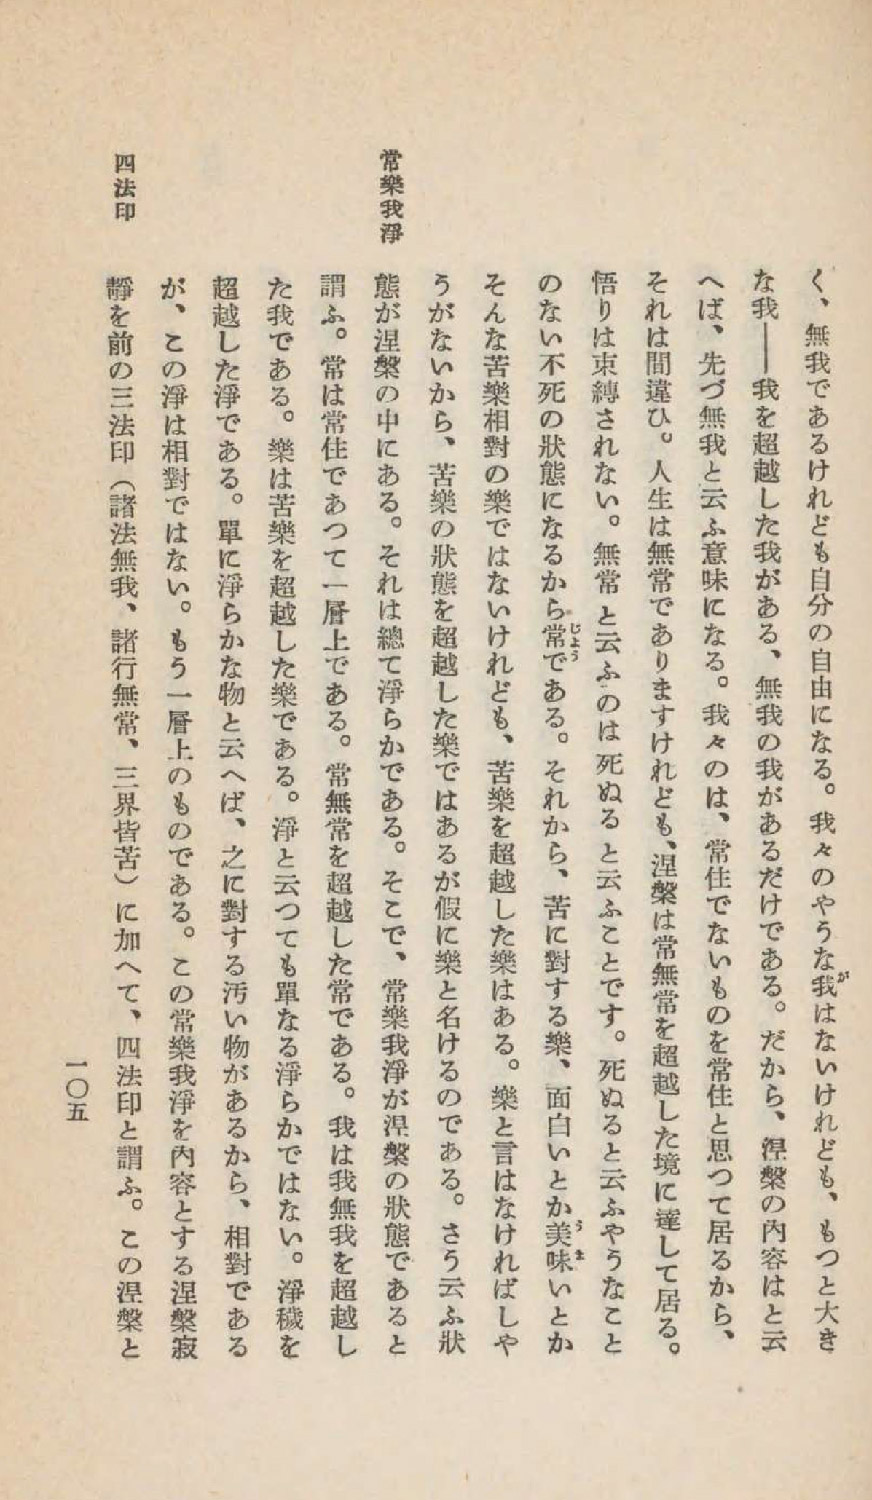 く、無我であるけれども自分の自由になる。我々のやうな我はないけれども、もつと大き
な我――我を超越した我がある、無我の我があるだけである。だから、涅槃の内容はと云
へば、先づ無我と云ふ意味になる。我々のは、常住でないものを常住と思つて居るから、
それは間違ひ。人生は無常でありますけれども、涅槃は常無常を超越した境に達して居る。
悟りは束縛されない。無常と云ふのは死ぬると云ふことです。死ぬると云ふやうなこと
のない不死の狀態になるから常である。それから、苦に對する樂、面白いとか美味いとか
そんな苦樂相對の樂ではないけれども、苦樂を超越した樂はある。樂と言はなければしや
うがないから、苦樂の狀態を超越した樂ではあるが假に樂と名けるのである。さう云ふ狀
常樂我淨
態が涅槃の中にある。それは總て淨らかである。そこで、常樂我淨が涅槃の狀態であると
謂ふ。常は常住であつて一層上である。常無常を超越した常である。我は我無我を超越し
た我である。樂は苦樂を超越した樂である。淨と云つても單なる淨らかではない。淨穢を
超越した淨である。單に淨らかな物と云へば、之に對する汚い物があるから、相對である
が、この淨は相對ではない。もう一層上のものである。この常樂我淨を內容とする涅槃寂
四法印
靜を前の三法印（諸法無我、諸行無常、三界皆苦）に加へて、四法印と謂ふ。この涅槃と
一〇五